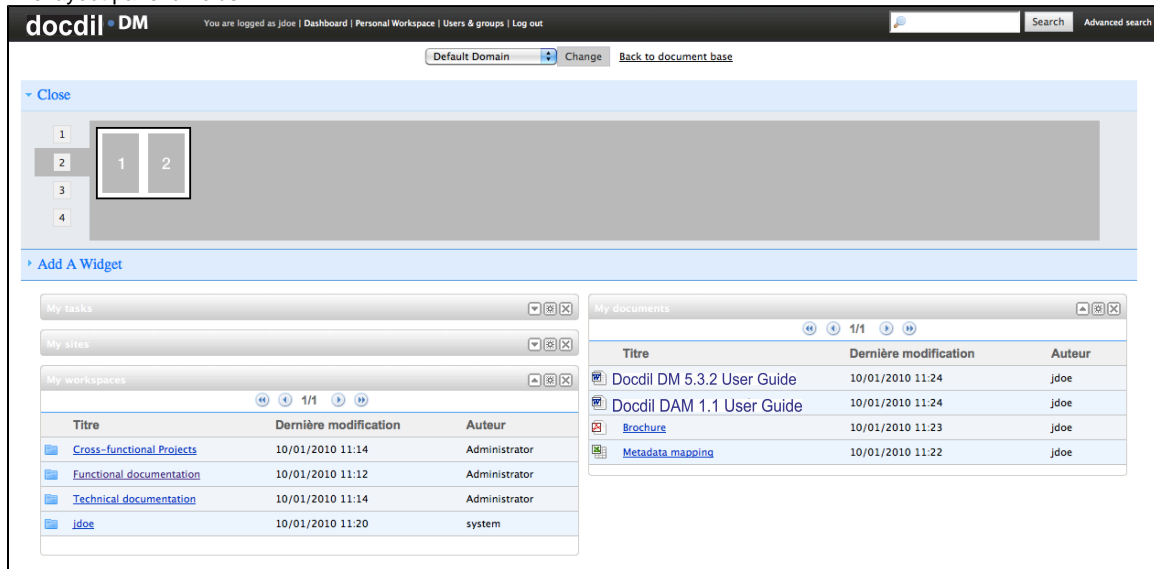 docdil DM
You are logged as jdoe | Dashboard | Personal Workspace | Users & groups | Log out
Search
Advanced search
Default Domain
Change
Back to document base
Close
1
2
3
4
1 2
Add A Widget
My tasks
My sites
My workspaces
1/1
Titre Dernière modification Auteur
Cross-functional Projects 10/01/2010 11:14 Administrator
Functional documentation 10/01/2010 11:12 Administrator
Technical documentation 10/01/2010 11:14 Administrator
jdoe 10/01/2010 11:20 system
My documents
1/1
Titre Dernière modification Auteur
Docdil DM 5.3.2 User Guide 10/01/2010 11:24 jdoe
Docdil DAM 1.1 User Guide 10/01/2010 11:24 jdoe
Brochure 10/01/2010 11:23 jdoe
Metadata mapping 10/01/2010 11:22 jdoe